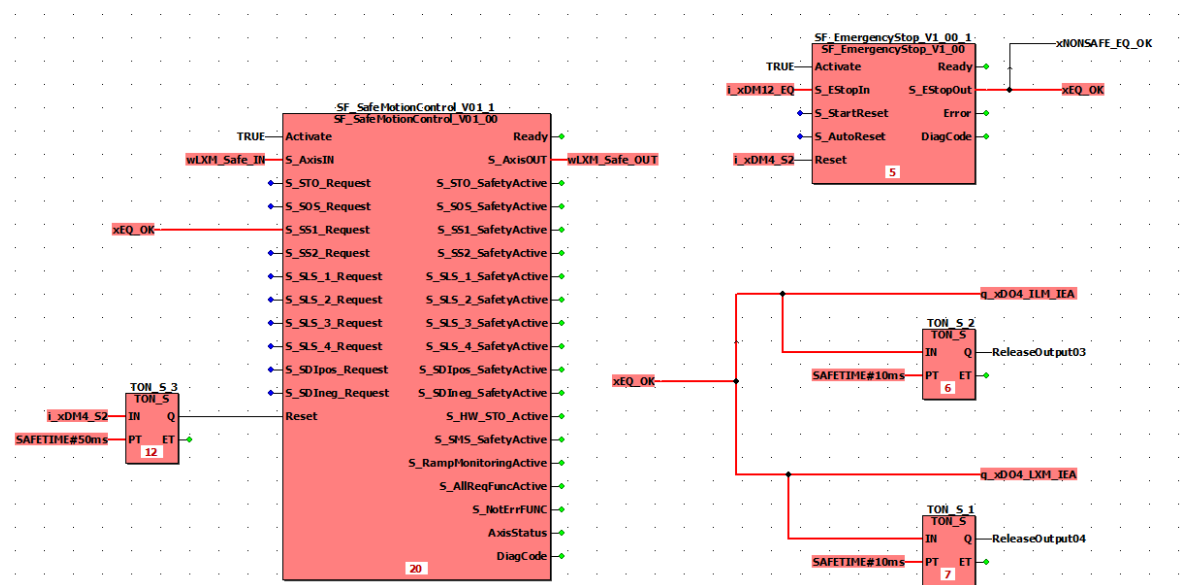 SF_SafeMotionControl_V01_1
SF_SafeMotionControl_V01_00
TRUE Activate Ready
wLXM_Safe_IN S_AxisIN S_AxisOUT wLXM_Safe_OUT
S_STO_Request S_STO_SafetyActive
S_SOS_Request S_SOS_SafetyActive
xEQ_OK S_SS1_Request S_SS1_SafetyActive
S_SS2_Request S_SS2_SafetyActive
S_SLS_1_Request S_SLS_1_SafetyActive
S_SLS_2_Request S_SLS_2_SafetyActive
S_SLS_3_Request S_SLS_3_SafetyActive
S_SLS_4_Request S_SLS_4_SafetyActive
S_SDIpos_Request S_SDIpos_SafetyActive
S_SDIneg_Request S_SDIneg_SafetyActive
Reset S_HW_STO_Active
S_SMS_SafetyActive
S_RampMonitoringActive
S_AllReqFuncActive
S_NotErrFUNC
AxisStatus
DiagCode
20
TON_S_3
TON_S
i_xDM4_S2 IN Q
SAFETIME#50ms PT ET
12
SF_EmergencyStop_V1_00_1
SF_EmergencyStop_V1_00
xNONSAFE_EQ_OK
TRUE Activate Ready
i_xDM12_EQ S_EStopIn S_EStopOut xEQ_OK
S_StartReset Error
S_AutoReset DiagCode
i_xDM4_S2 Reset
5
q_xDO4_ILM_IEA
TON_S_2
TON_S
IN Q ReleaseOutput03
SAFETIME#10ms PT ET
6
xEQ_OK
q_xDO4_LXM_IEA
TON_S_1
TON_S
IN Q ReleaseOutput04
SAFETIME#10ms PT ET
7